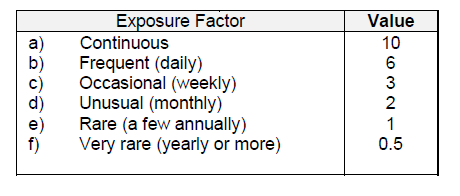 Exposure Factor Value
a) Continuous 10
b) Frequent (daily) 6
c) Occasional (weekly) 3
d) Unusual (monthly) 2
e) Rare (a few annually) 1
f) Very rare (yearly or more) 0.5